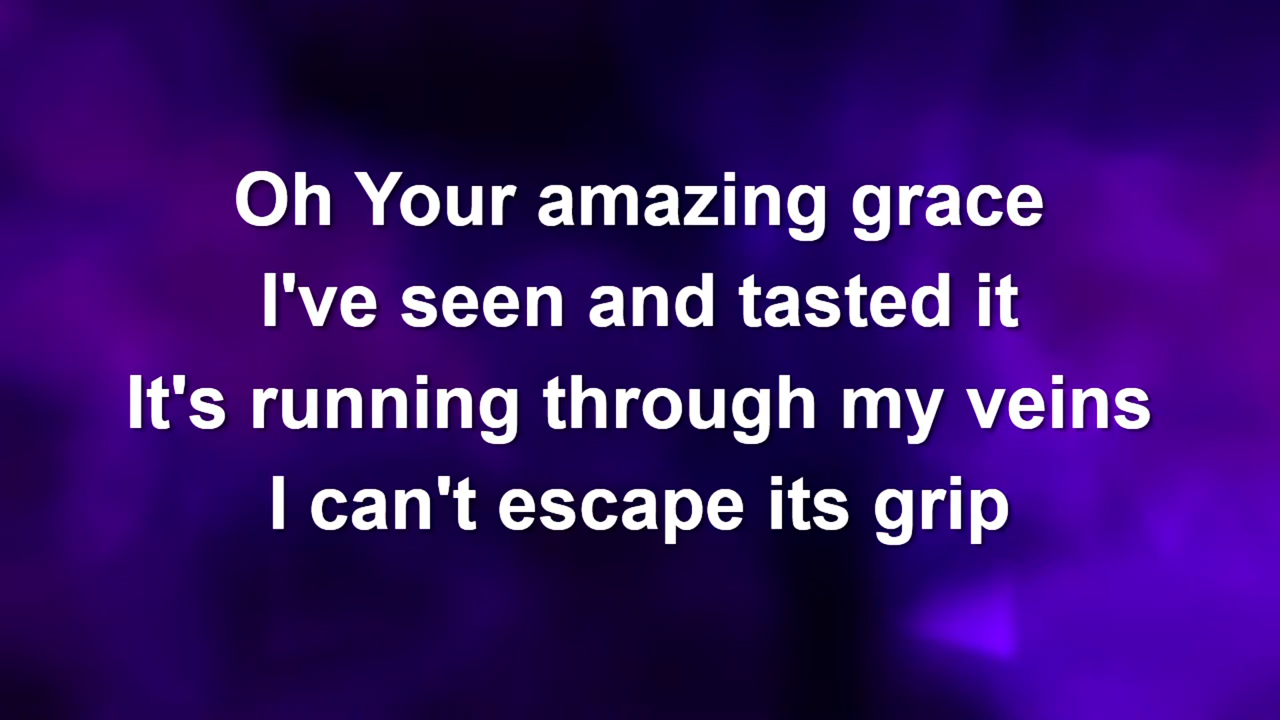 Oh Your amazing grace
I've seen and tasted it
It's running through my veins
I can't escape its grip